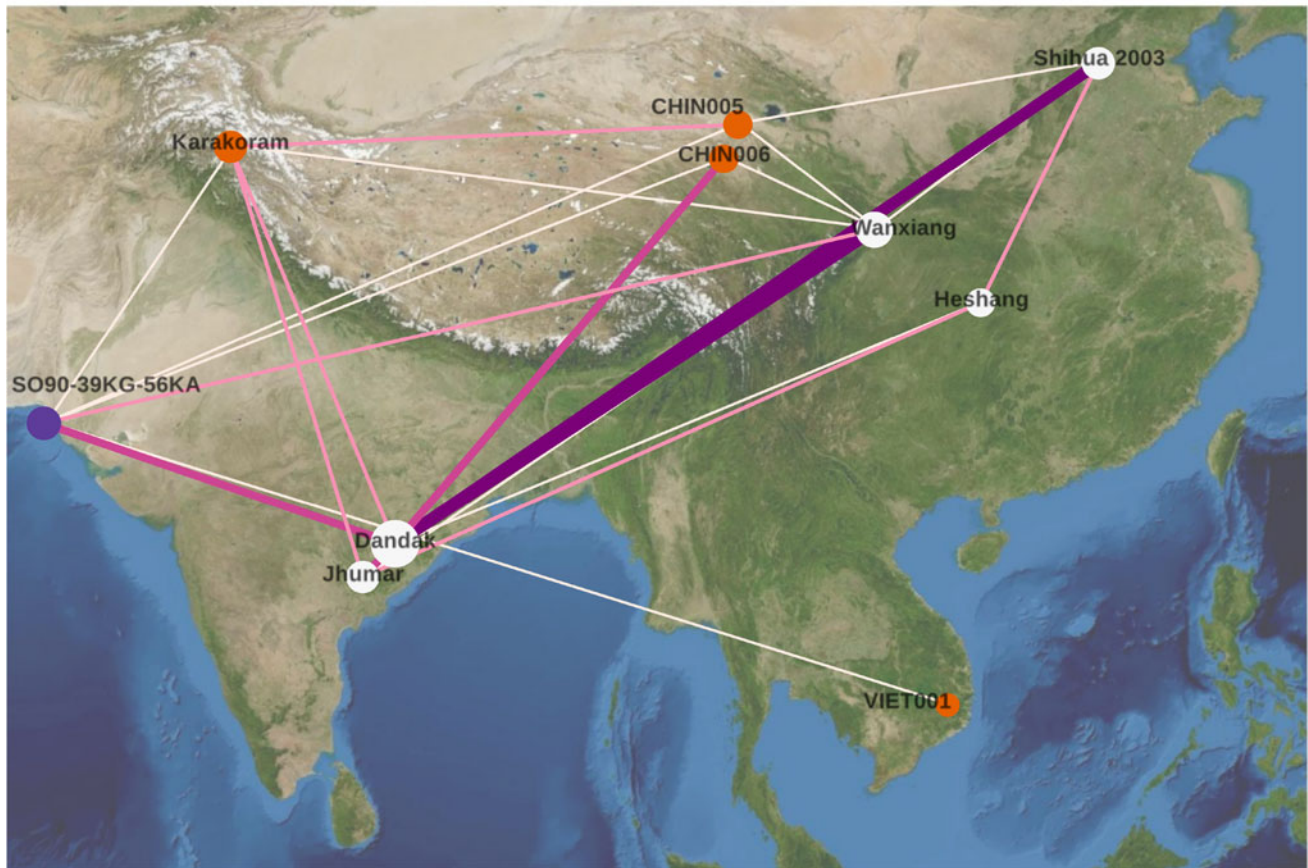 Shihua 2003
CHIN005
Karakoram
CHIN006
Wanxiang
Heshang
SO90-39KG-56KA
Dandak
Jhumar
VIET001